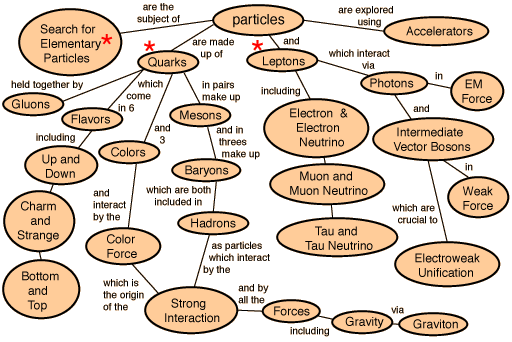 are the
subject of
particles
are explored
using
Accelerators
Search for
Elementary *
Particles
*
Quarks
are made
up of
*
and
Leptons
which interact
via
Photons
in
EM
Force
held together by
Gluons
which
come
in 6
Flavors
in pairs
make up
Mesons
including
Electron &
Electron
Neutrino
and
Intermediate
Vector Bosons
including
Up and
Down
Colors
and
3
and in
threes
make up
Baryons
Muon and
Muon Neutrino
in
Weak
Force
Charm
and
Strange
and
interact
by the
which are both
included in
Hadrons
Tau and
Tau Neutrino
which are
crucial to
Color
Force
as particles
which interact
by the
Electroweak
Unification
Bottom
and
Top
which is
the origin
of the
Strong
Interaction
and by
all the
Forces
including
Gravity
via
Graviton